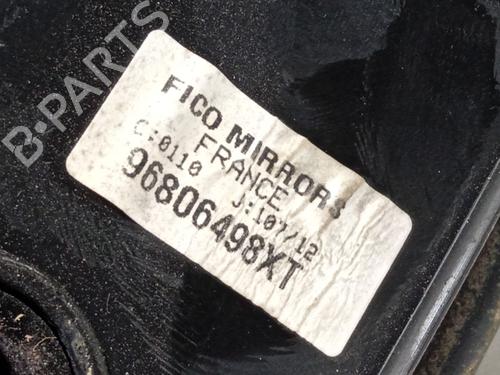 B-PARTS
FICO MIRRORS
FRANCE
C:0110 J:107/12
96806498XT